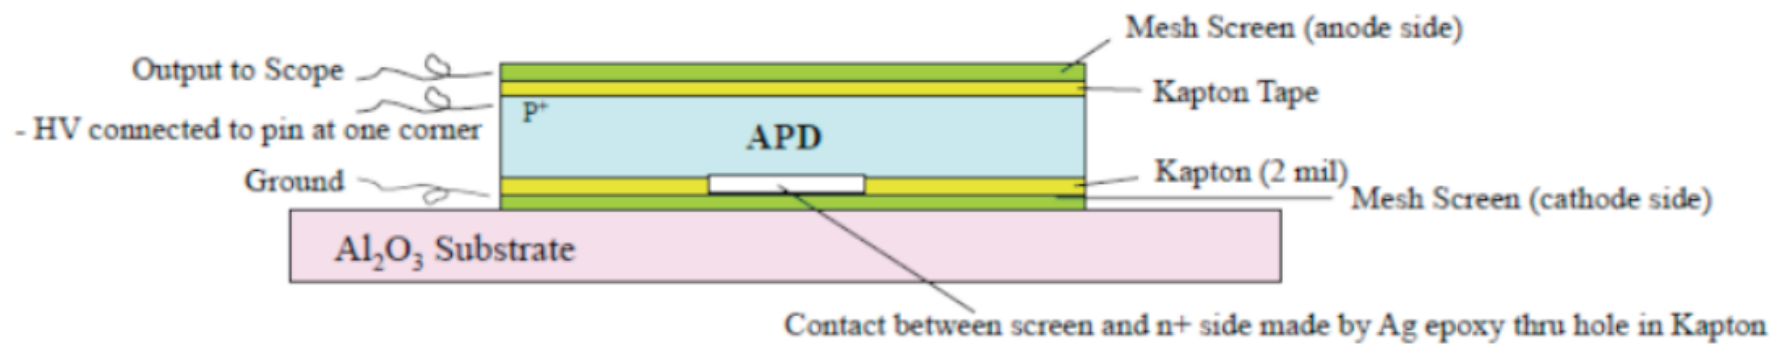 Mesh Screen (anode side)
Output to Scope
Kapton Tape
P+
- HV connected to pin at one corner
APD
Kapton (2 mil)
Ground
Mesh Screen (cathode side)
Al₂O₃ Substrate
Contact between screen and n+ side made by Ag epoxy thru hole in Kapton